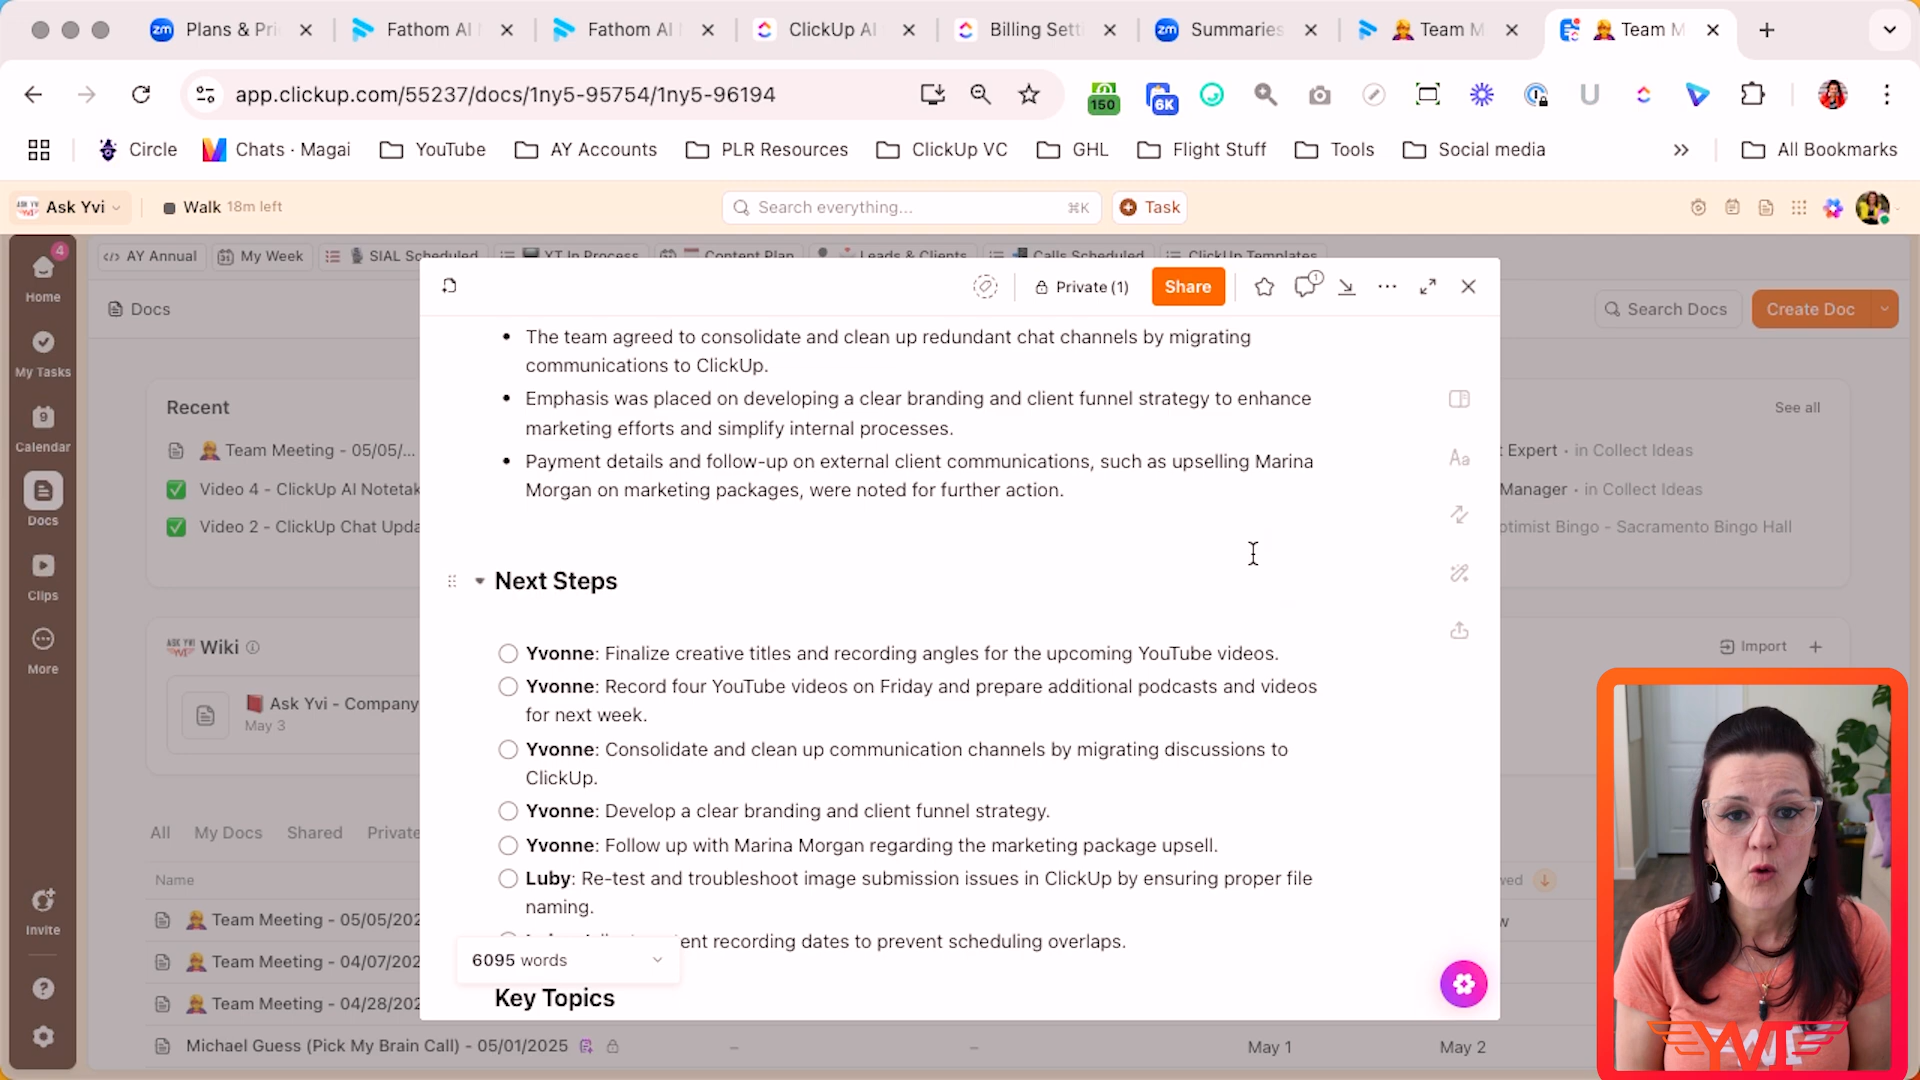 Plans & Pri
Fathom AI
Fathom AI
ClickUp AI
Billing Sett
Summaries
Team M
Team M
app.clickup.com/55237/docs/1ny5-95754/1ny5-96194
150
6K
Circle
Chats · Magai
YouTube
AY Accounts
PLR Resources
ClickUp VC
GHL
Flight Stuff
Tools
Social media
All Bookmarks
Ask Yvi
Walk 18m left
Search everything...
⌘K
Task
4
AY Annual
My Week
SIAL Scheduled
YT In Process
Content Plan
Leads & Clients
Calls Scheduled
ClickUp Templates
Home
My Tasks
9
Calendar
Docs
Clips
More
Invite
Docs
Search Docs
Create Doc
Private (1)
Share
1
Recent
Team Meeting - 05/05/...
Video 4 - ClickUp AI Notetak
Video 2 - ClickUp Chat Upda
See all
Expert • in Collect Ideas
Manager • in Collect Ideas
ptimist Bingo - Sacramento Bingo Hall
Wiki
Import
Ask Yvi - Company
May 3
All
My Docs
Shared
Private
Name
Team Meeting - 05/05/202
Team Meeting - 04/07/202
Team Meeting - 04/28/202
Michael Guess (Pick My Brain Call) - 05/01/2025
–
–
May 1
May 2
The team agreed to consolidate and clean up redundant chat channels by migrating
communications to ClickUp.
Emphasis was placed on developing a clear branding and client funnel strategy to enhance
marketing efforts and simplify internal processes.
Payment details and follow-up on external client communications, such as upselling Marina
Morgan on marketing packages, were noted for further action.
Next Steps
Yvonne: Finalize creative titles and recording angles for the upcoming YouTube videos.
Yvonne: Record four YouTube videos on Friday and prepare additional podcasts and videos
for next week.
Yvonne: Consolidate and clean up communication channels by migrating discussions to
ClickUp.
Yvonne: Develop a clear branding and client funnel strategy.
Yvonne: Follow up with Marina Morgan regarding the marketing package upsell.
Luby: Re-test and troubleshoot image submission issues in ClickUp by ensuring proper file
naming.
ent recording dates to prevent scheduling overlaps.
6095 words
Key Topics
Aa
YVI